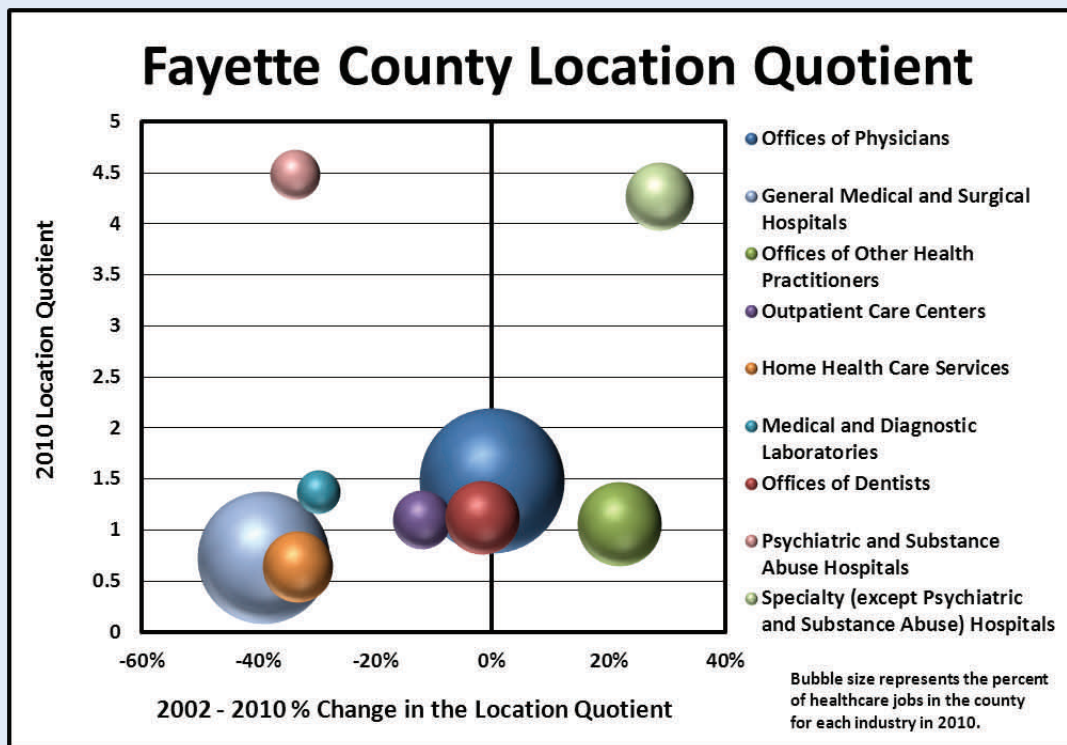 Fayette County Location Quotient
5
4.5
4
3.5
3
2.5
2
1.5
1
0.5
0
2010 Location Quotient
-60%
-40%
-20%
0%
20%
40%
2002 - 2010 % Change in the Location Quotient
Offices of Physicians
General Medical and Surgical
Hospitals
Offices of Other Health
Practitioners
Outpatient Care Centers
Home Health Care Services
Medical and Diagnostic
Laboratories
Offices of Dentists
Psychiatric and Substance
Abuse Hospitals
Specialty (except Psychiatric
and Substance Abuse) Hospitals
Bubble size represents the percent
of healthcare jobs in the county
for each industry in 2010.